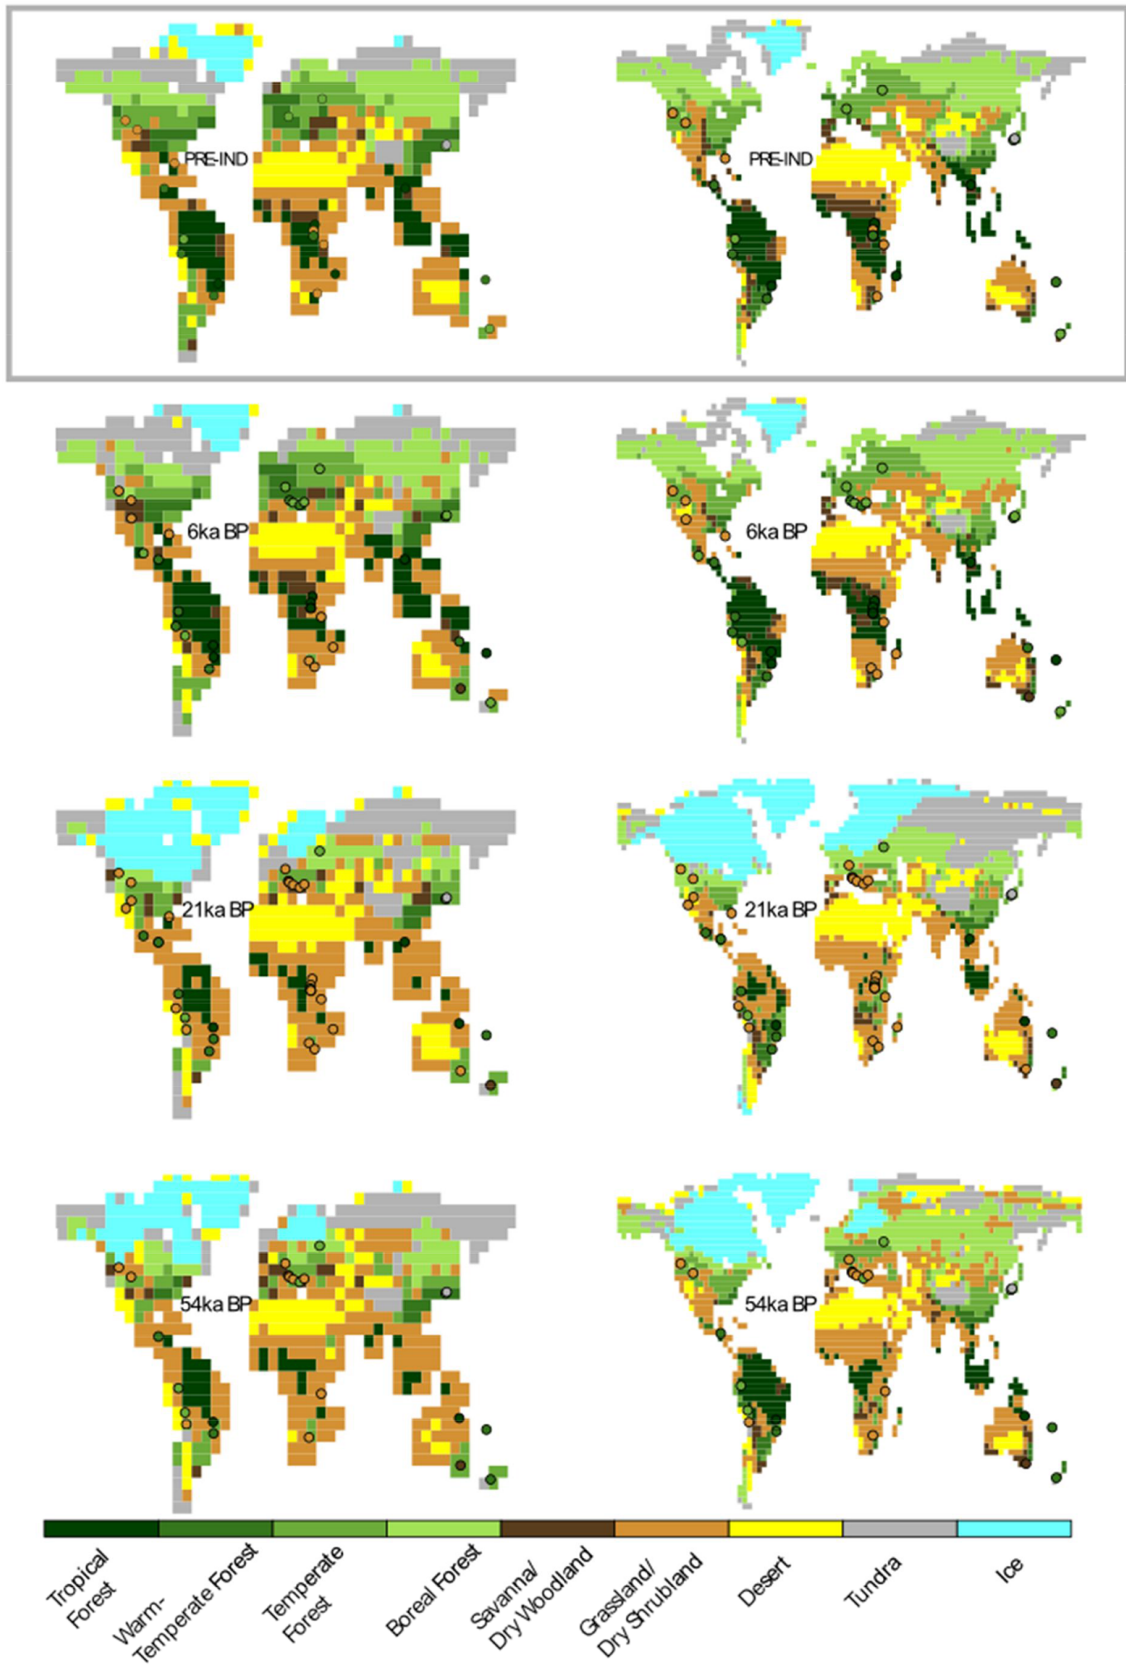 PRE-IND
PRE-IND
6ka BP
6ka BP
21ka BP
21ka BP
54ka BP
54ka BP
Tropical
Forest
Warm-
Temperate Forest
Temperate
Forest
Boreal Forest
Savanna/
Dry Woodland
Grassland/
Dry Shrubland
Desert
Tundra
Ice